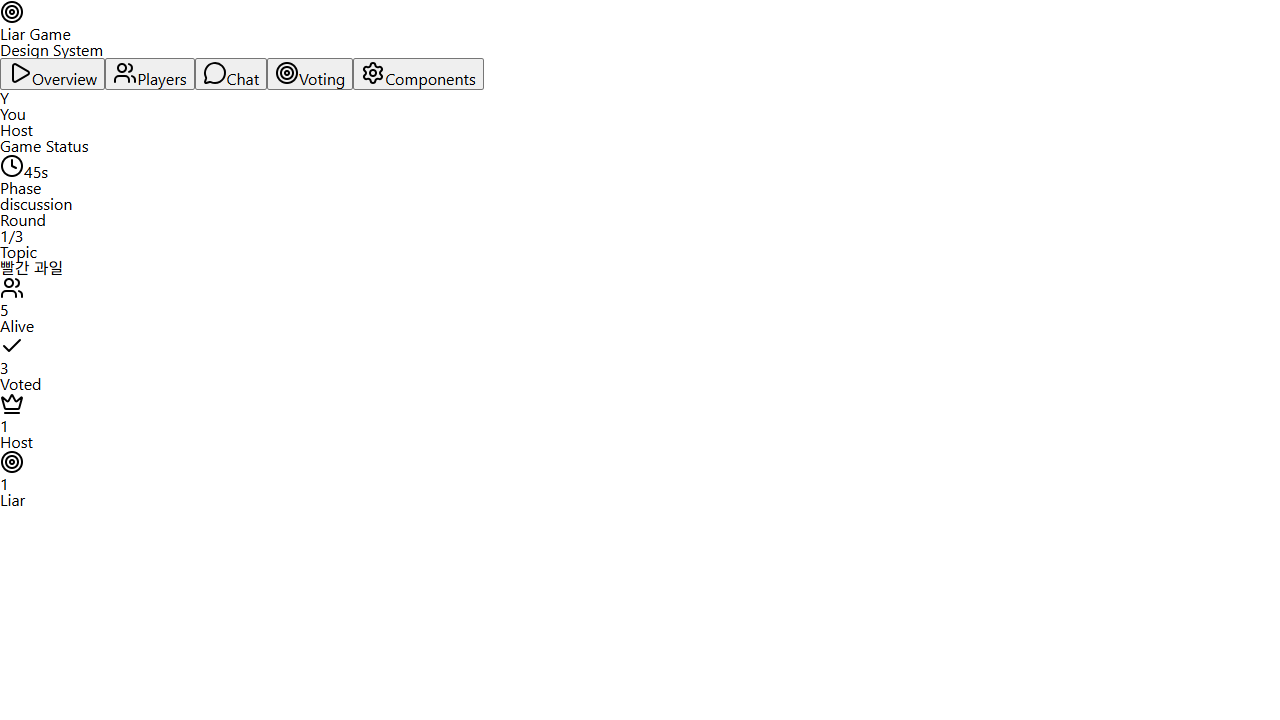 Liar Game
Design System
Overview Players Chat Voting Components
Y
You
Host
Game Status
45s
Phase
discussion
Round
1/3
Topic
빨간 과일
5
Alive
3
Voted
1
Host
1
Liar